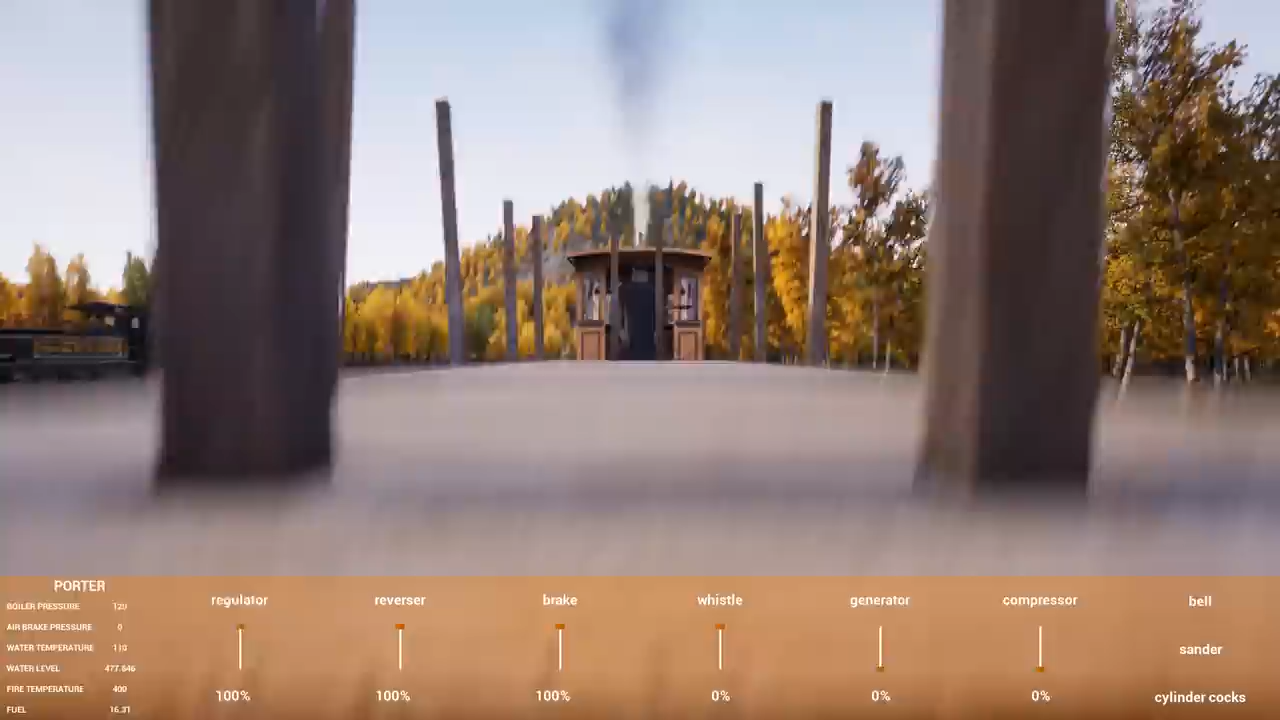 PORTER
BOILER PRESSURE 120
AIR BRAKE PRESSURE 0
WATER TEMPERATURE 110
WATER LEVEL 477.846
FIRE TEMPERATURE 400
FUEL 16.31
regulator reverser brake whistle generator compressor bell
sander
100% 100% 100% 0% 0% 0% cylinder cocks